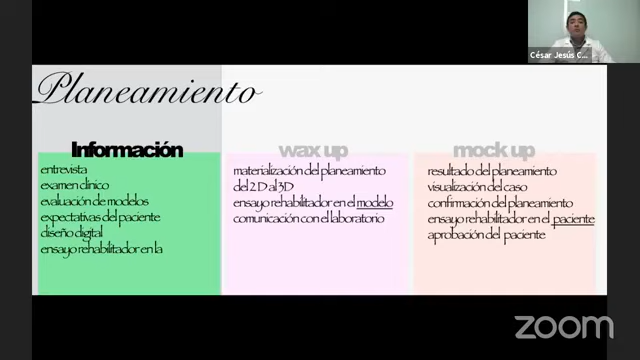 César Jesús C...
Planeamiento
Información
entrevista
examen clínico
evaluación de modelos
expectativas del paciente
diseño digital
ensayo rehabilitador en la
wax up
materialización del planeamiento
del 2D al 3D
ensayo rehabilitador en el modelo
comunicación con el laboratorio
mock up
resultado del planeamiento
visualización del caso
confirmación del planeamiento
ensayo rehabilitador en el paciente
aprobación del paciente
zoom